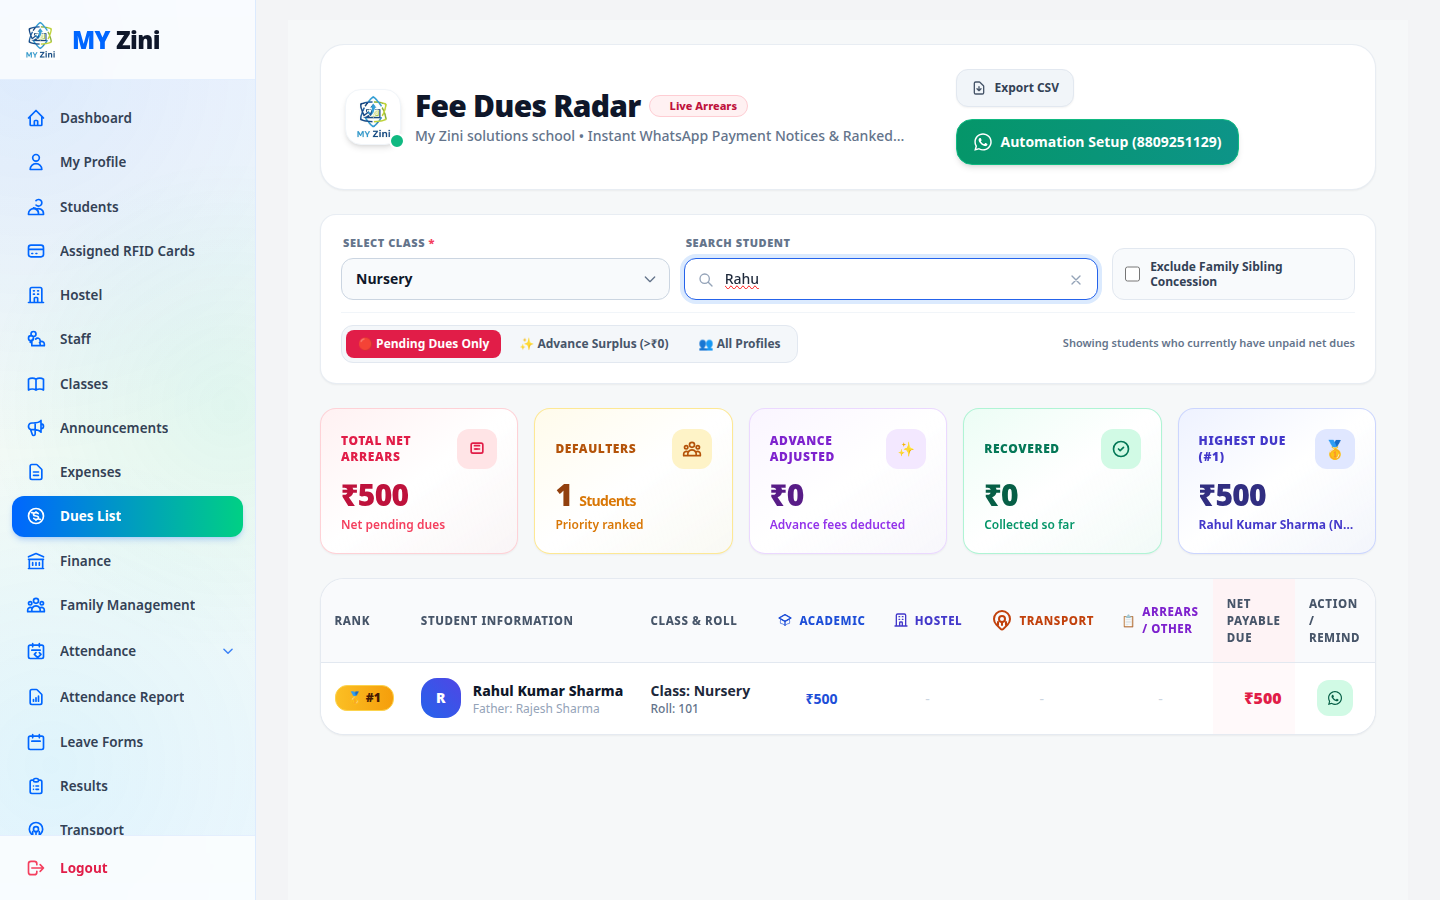 MY Zini
MY Zini
Dashboard
My Profile
Students
Assigned RFID Cards
Hostel
Staff
Classes
Announcements
Expenses
Dues List
Finance
Family Management
Attendance
Attendance Report
Leave Forms
Results
Transport
Logout
MY Zini
Fee Dues Radar
Live Arrears
My Zini solutions school • Instant WhatsApp Payment Notices & Ranked...
Export CSV
Automation Setup (8809251129)
SELECT CLASS *
Nursery
SEARCH STUDENT
Rahu
Exclude Family Sibling
Concession
🔴 Pending Dues Only
✨ Advance Surplus (>₹0)
👥 All Profiles
Showing students who currently have unpaid net dues
TOTAL NET
ARREARS
₹500
Net pending dues
DEFAULTERS
1 Students
Priority ranked
ADVANCE
ADJUSTED
₹0
Advance fees deducted
RECOVERED
₹0
Collected so far
HIGHEST DUE
(#1)
₹500
Rahul Kumar Sharma (N...
RANK
STUDENT INFORMATION
CLASS & ROLL
ACADEMIC
HOSTEL
TRANSPORT
ARREARS
/ OTHER
NET
PAYABLE
DUE
ACTION
/
REMIND
#1
R
Rahul Kumar Sharma
Father: Rajesh Sharma
Class: Nursery
Roll: 101
₹500
-
-
-
₹500